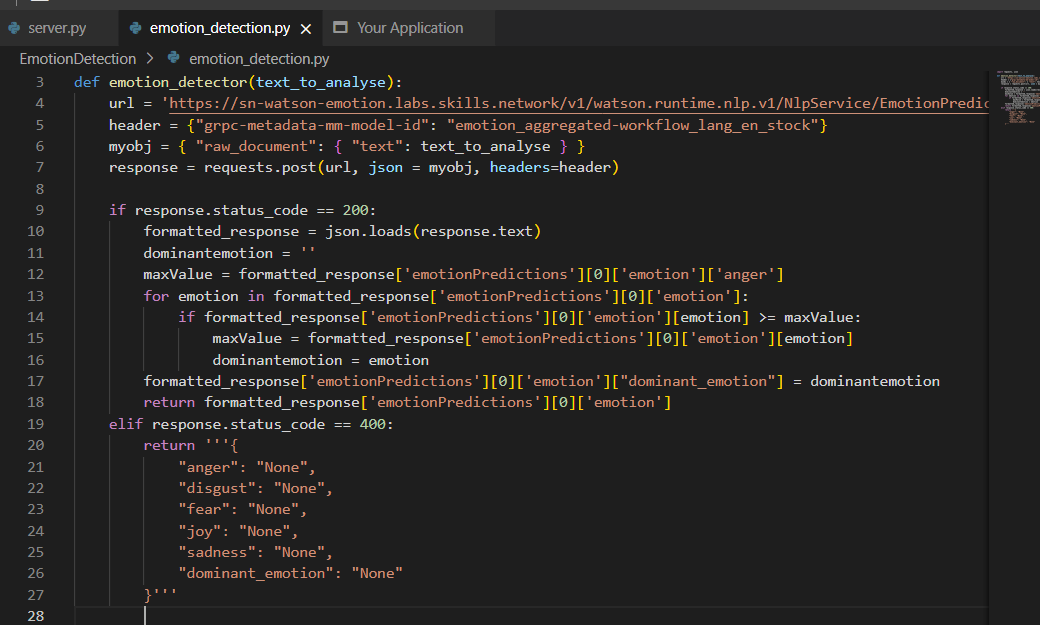 server.py emotion_detection.py × Your Application
EmotionDetection > emotion_detection.py
3 def emotion_detector(text_to_analyse):
4     url = 'https://sn-watson-emotion.labs.skills.network/v1/watson.runtime.nlp.v1/NlpService/EmotionPredic
5     header = {"grpc-metadata-mm-model-id": "emotion_aggregated-workflow_lang_en_stock"}
6     myobj = { "raw_document": { "text": text_to_analyse } }
7     response = requests.post(url, json = myobj, headers=header)
8
9     if response.status_code == 200:
10         formatted_response = json.loads(response.text)
11         dominantemotion = ''
12         maxValue = formatted_response['emotionPredictions'][0]['emotion']['anger']
13         for emotion in formatted_response['emotionPredictions'][0]['emotion']:
14             if formatted_response['emotionPredictions'][0]['emotion'][emotion] >= maxValue:
15                 maxValue = formatted_response['emotionPredictions'][0]['emotion'][emotion]
16                 dominantemotion = emotion
17         formatted_response['emotionPredictions'][0]['emotion']["dominant_emotion"] = dominantemotion
18         return formatted_response['emotionPredictions'][0]['emotion']
19     elif response.status_code == 400:
20         return '''{
21             "anger": "None",
22             "disgust": "None",
23             "fear": "None",
24             "joy": "None",
25             "sadness": "None",
26             "dominant_emotion": "None"
27         }'''
28